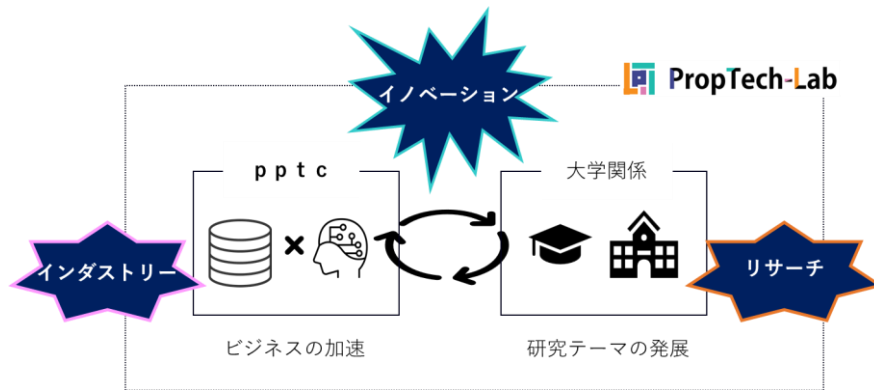 イノベーション
PropTech-Lab
pptc
大学関係
インダストリー
リサーチ
ビジネスの加速
研究テーマの発展